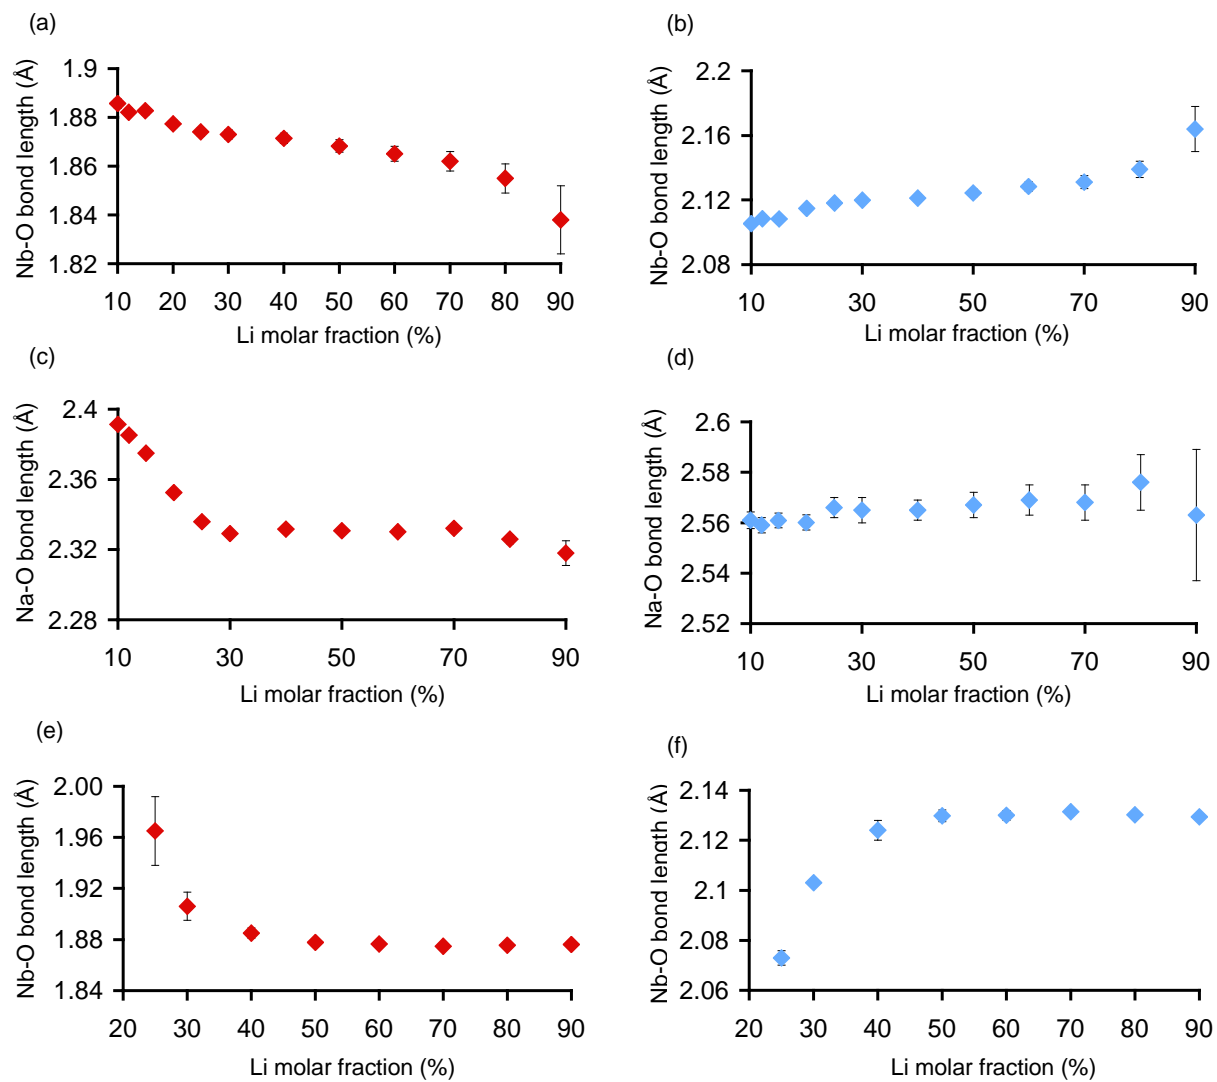 (a)
Nb-O bond length (Å)
1.9
1.88
1.86
1.84
1.82
10 20 30 40 50 60 70 80 90
Li molar fraction (%)
(b)
Nb-O bond length (Å)
2.2
2.16
2.12
2.08
10 30 50 70 90
Li molar fraction (%)
(c)
Na-O bond length (Å)
2.4
2.36
2.32
2.28
10 30 50 70 90
Li molar fraction (%)
(d)
Na-O bond length (Å)
2.6
2.58
2.56
2.54
2.52
10 30 50 70 90
Li molar fraction (%)
(e)
Nb-O bond length (Å)
2.00
1.96
1.92
1.88
1.84
20 30 40 50 60 70 80 90
Li molar fraction (%)
(f)
Nb-O bond length (Å)
2.14
2.12
2.1
2.08
2.06
20 30 40 50 60 70 80 90
Li molar fraction (%)